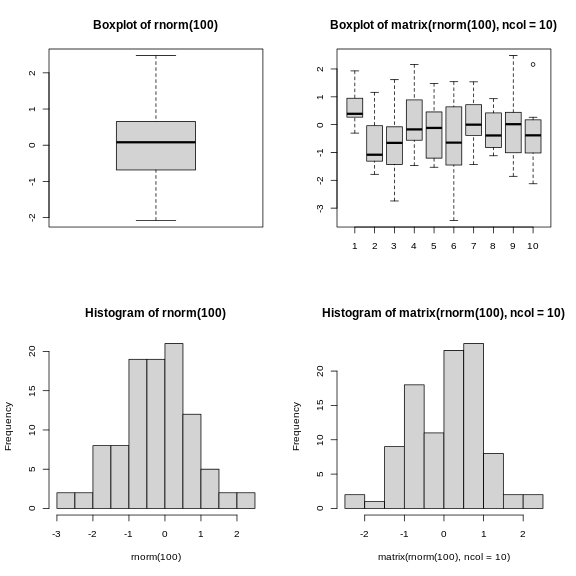 Boxplot of rnorm(100)
2
1
0
-1
-2
Boxplot of matrix(rnorm(100), ncol = 10)
2
1
0
-1
-2
-3
1 2 3 4 5 6 7 8 9 10
Histogram of rnorm(100)
Frequency
20
15
10
5
0
-3 -2 -1 0 1 2
rnorm(100)
Histogram of matrix(rnorm(100), ncol = 10)
Frequency
20
15
10
5
0
-2 -1 0 1 2
matrix(rnorm(100), ncol = 10)